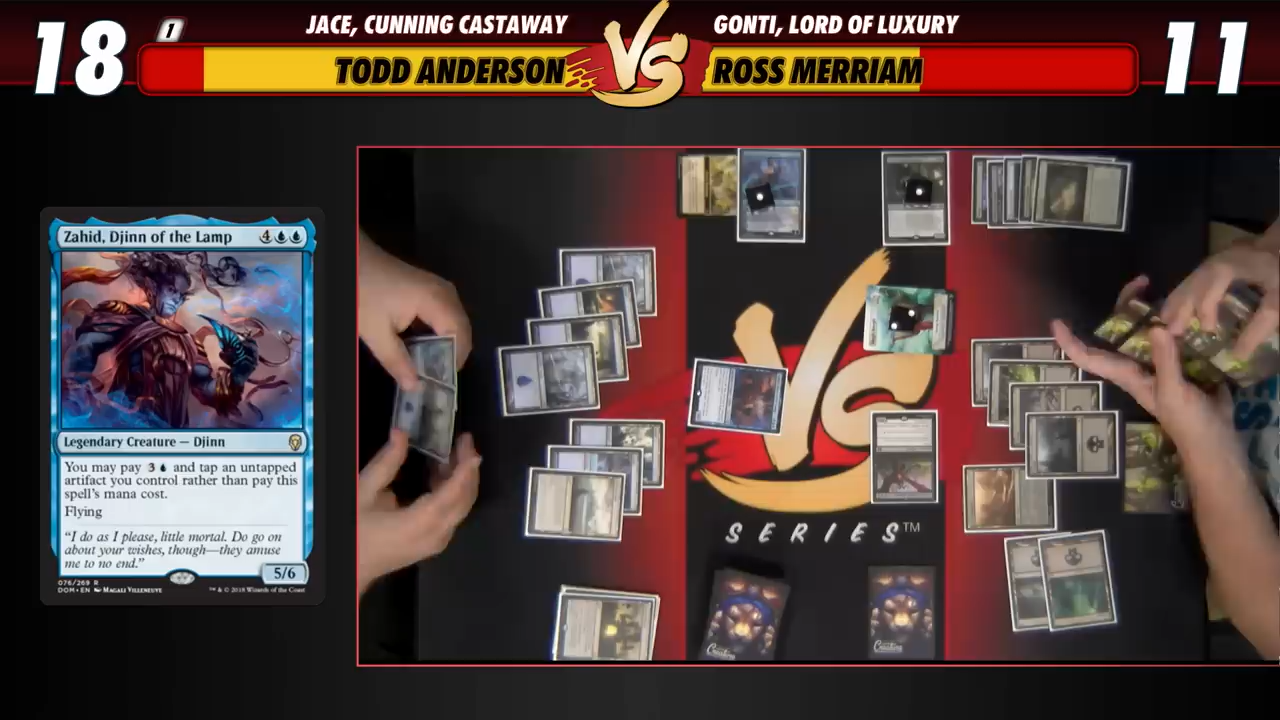 18
1
JACE, CUNNING CASTAWAY
VS
GONTI, LORD OF LUXURY
11
TODD ANDERSON
ROSS MERRIAM
Zahid, Djinn of the Lamp 4
Legendary Creature — Djinn
You may pay 3 and tap an untapped
artifact you control rather than pay this
spell's mana cost.
Flying
"I do as I please, little mortal. Do go on
about your wishes, though—they amuse
me to no end."
5/6
076/269 R
DOM • EN MAGALI VILLENEUVE
™ & © 2018 Wizards of the Coast
VS
SERIES™